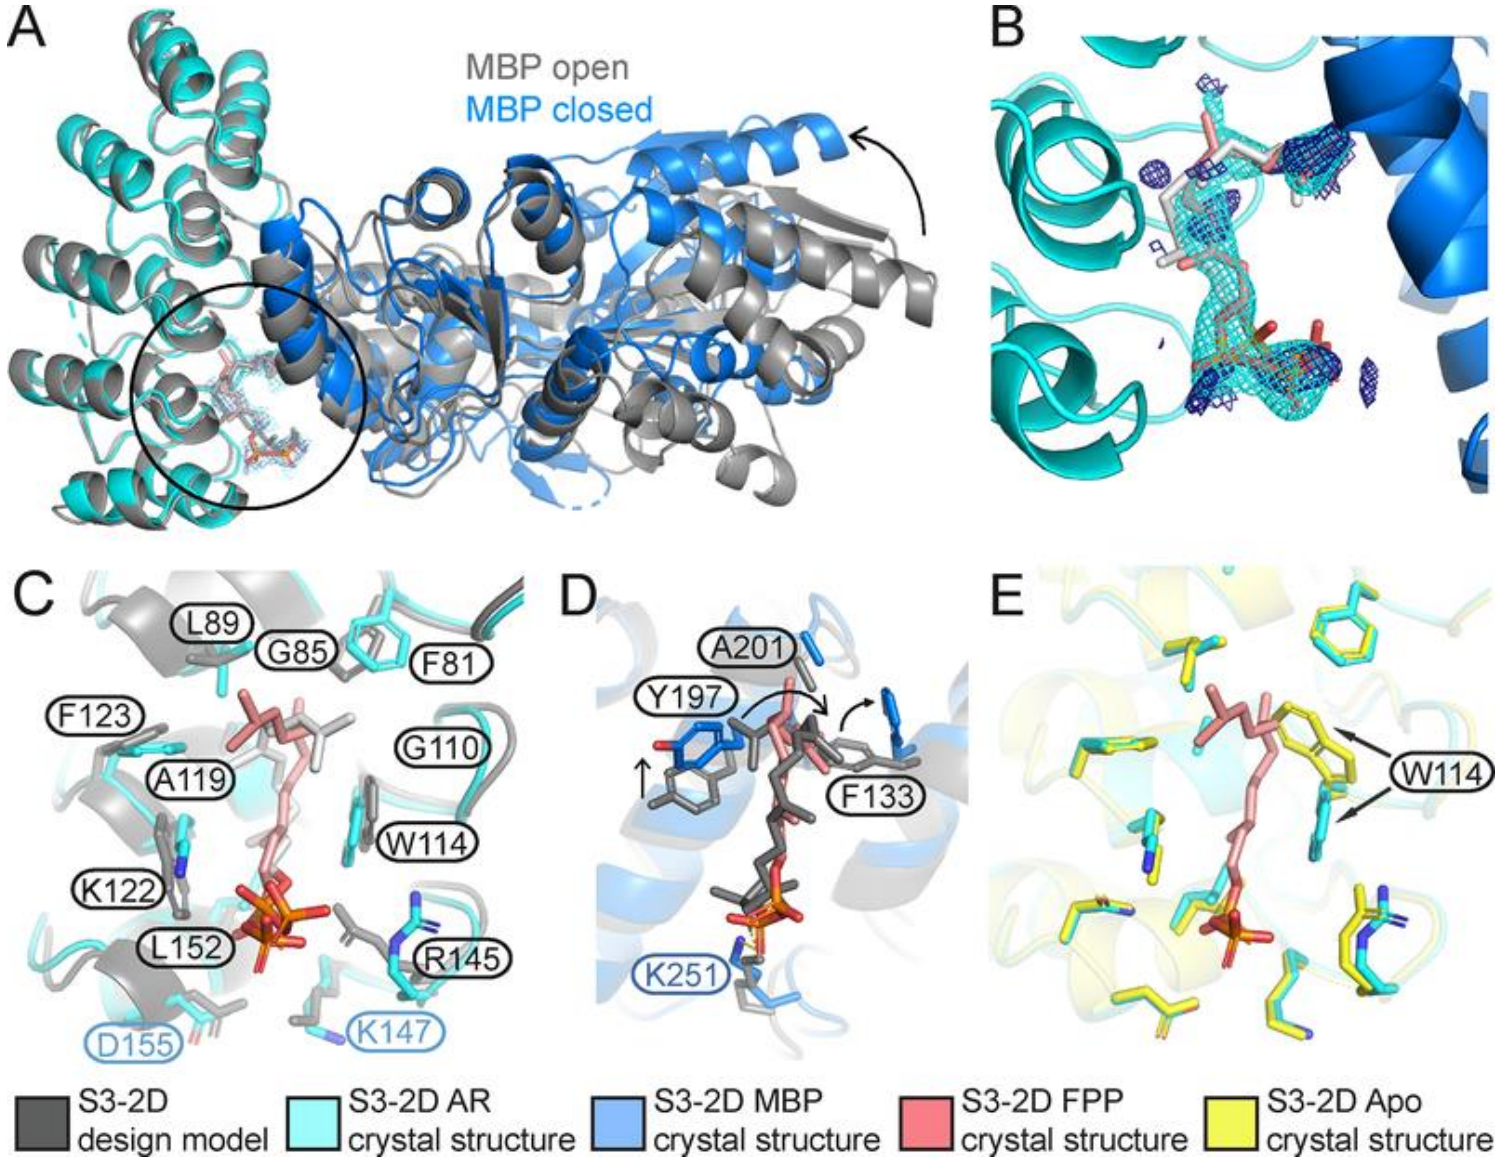 A
MBP open
MBP closed
B
C
L89
G85
F81
F123
G110
A119
W114
K122
L152
R145
D155
K147
D
A201
Y197
F133
K251
E
W114
S3-2D
design model
S3-2D AR
crystal structure
S3-2D MBP
crystal structure
S3-2D FPP
crystal structure
S3-2D Apo
crystal structure